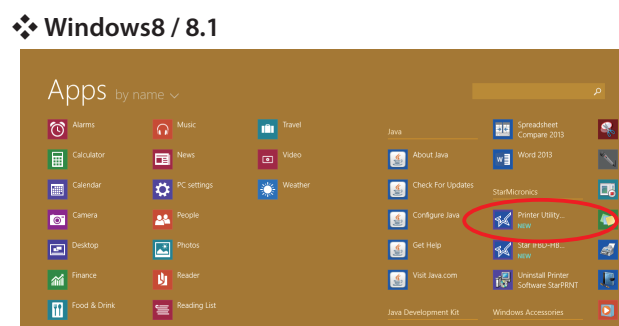 ❖ Windows8 / 8.1
Apps by name
Alarms
Calculator
Calendar
Camera
Desktop
Finance
Food & Drink
Music
News
PC settings
People
Photos
Reader
Reading List
Travel
Video
Weather
Java
About Java
Check For Updates
Configure Java
Get Help
Visit Java.com
Java Development Kit
Spreadsheet
Compare 2013
Word 2013
StarMicronics
Printer Utility...
NEW
Star IFBD-HB...
NEW
Uninstall Printer
Software StarPRNT
Windows Accessories